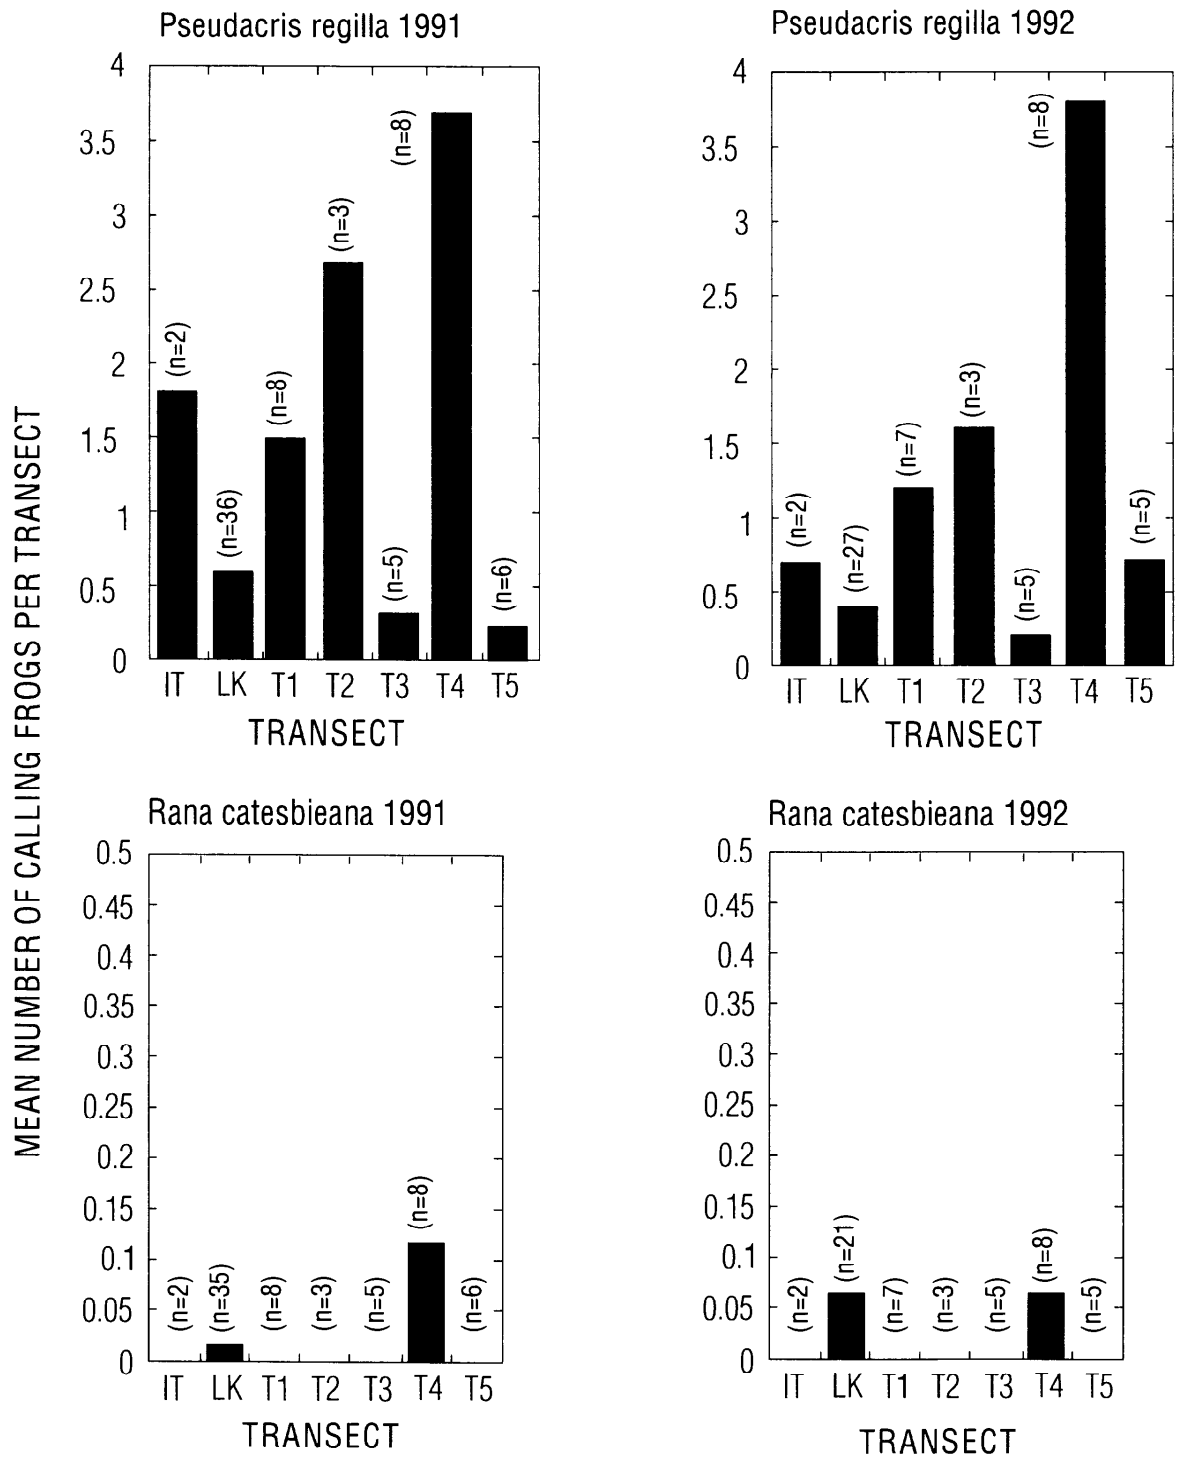 MEAN NUMBER OF CALLING FROGS PER TRANSECT
Pseudacris regilla 1991
4
3.5
3
2.5
2
1.5
1
0.5
0
(n=2)
(n=36)
(n=8)
(n=3)
(n=5)
(n=8)
(n=6)
IT LK T1 T2 T3 T4 T5
TRANSECT
Pseudacris regilla 1992
4
3.5
3
2.5
2
1.5
1
0.5
0
(n=2)
(n=27)
(n=7)
(n=3)
(n=5)
(n=8)
(n=5)
IT LK T1 T2 T3 T4 T5
TRANSECT
Rana catesbieana 1991
0.5
0.45
0.4
0.35
0.3
0.25
0.2
0.15
0.1
0.05
0
(n=2)
(n=35)
(n=8)
(n=3)
(n=5)
(n=8)
(n=6)
IT LK T1 T2 T3 T4 T5
TRANSECT
Rana catesbieana 1992
0.5
0.45
0.4
0.35
0.3
0.25
0.2
0.15
0.1
0.05
0
(n=2)
(n=21)
(n=7)
(n=3)
(n=5)
(n=8)
(n=5)
IT LK T1 T2 T3 T4 T5
TRANSECT